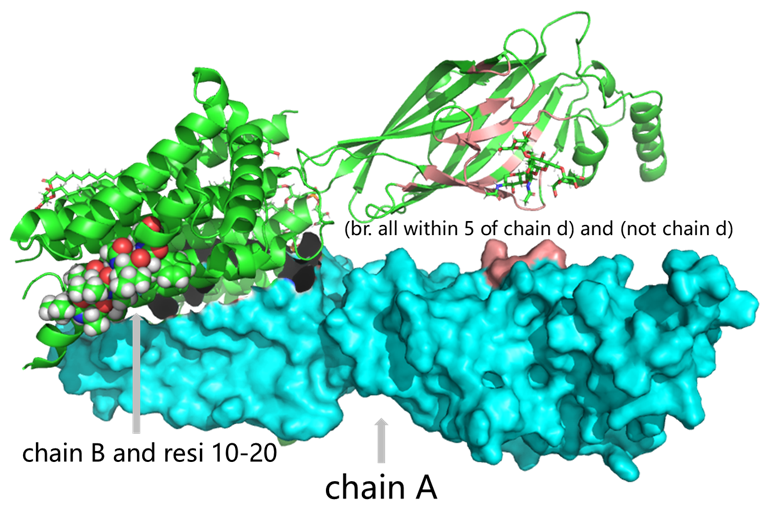 (br. all within 5 of chain d) and (not chain d)
chain B and resi 10-20
chain A